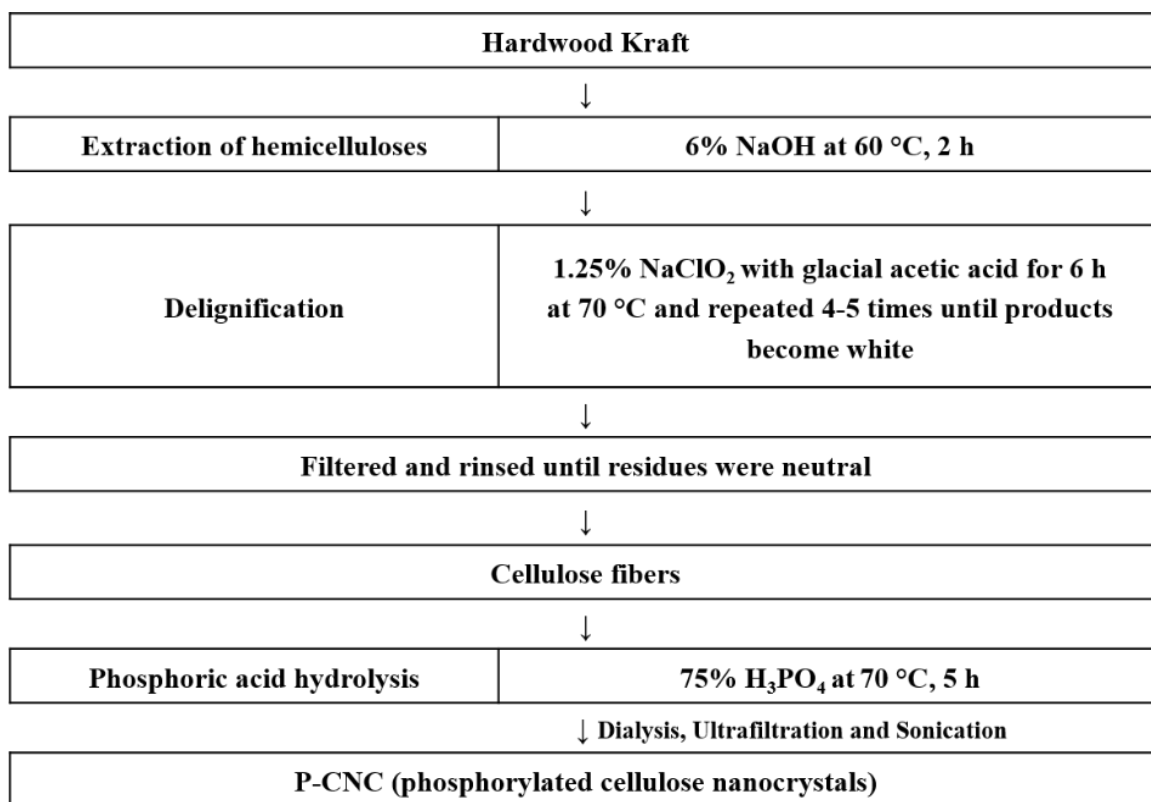 Hardwood Kraft
↓
Extraction of hemicelluloses
6% NaOH at 60 °C, 2 h
↓
Delignification
1.25% NaClO₂ with glacial acetic acid for 6 h
at 70 °C and repeated 4-5 times until products
become white
↓
Filtered and rinsed until residues were neutral
↓
Cellulose fibers
↓
Phosphoric acid hydrolysis
75% H₃PO₄ at 70 °C, 5 h
↓ Dialysis, Ultrafiltration and Sonication
P-CNC (phosphorylated cellulose nanocrystals)